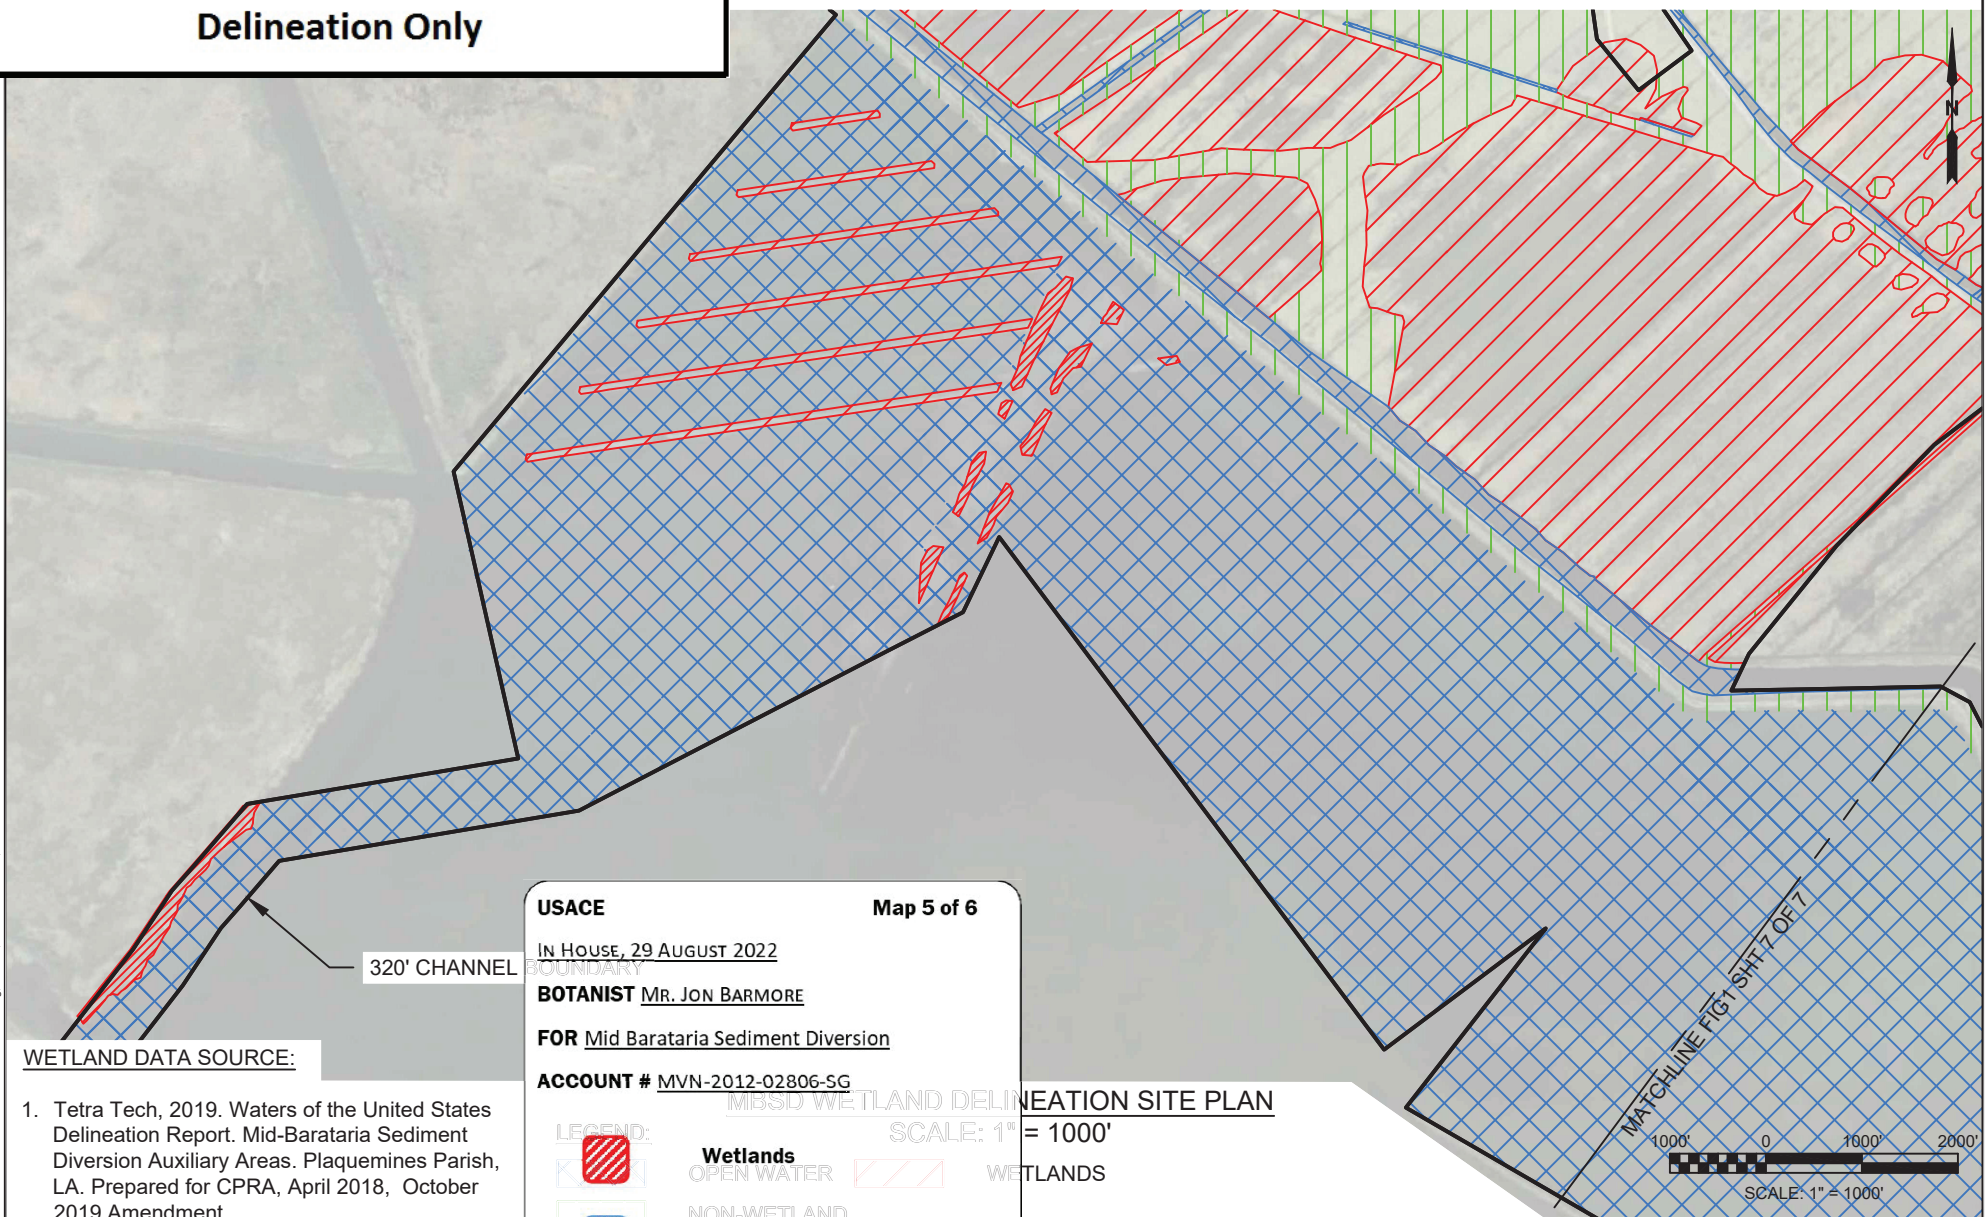 Delineation Only
N
320' CHANNEL BOUNDARY
USACE Map 5 of 6
IN HOUSE, 29 AUGUST 2022
BOTANIST MR. JON BARMORE
FOR Mid Barataria Sediment Diversion
ACCOUNT # MVN-2012-02806-SG
WETLAND DATA SOURCE:
1. Tetra Tech, 2019. Waters of the United States
Delineation Report. Mid-Barataria Sediment
Diversion Auxiliary Areas. Plaquemines Parish,
LA. Prepared for CPRA, April 2018, October
2019 Amendment
MBSD WETLAND DELINEATION SITE PLAN
SCALE: 1" = 1000'
LEGEND:
Wetlands
OPEN WATER WETLANDS
NON-WETLAND
MATCHLINE FIG1 SHT 7 OF 7
1000' 0 1000' 2000'
SCALE: 1" = 1000'